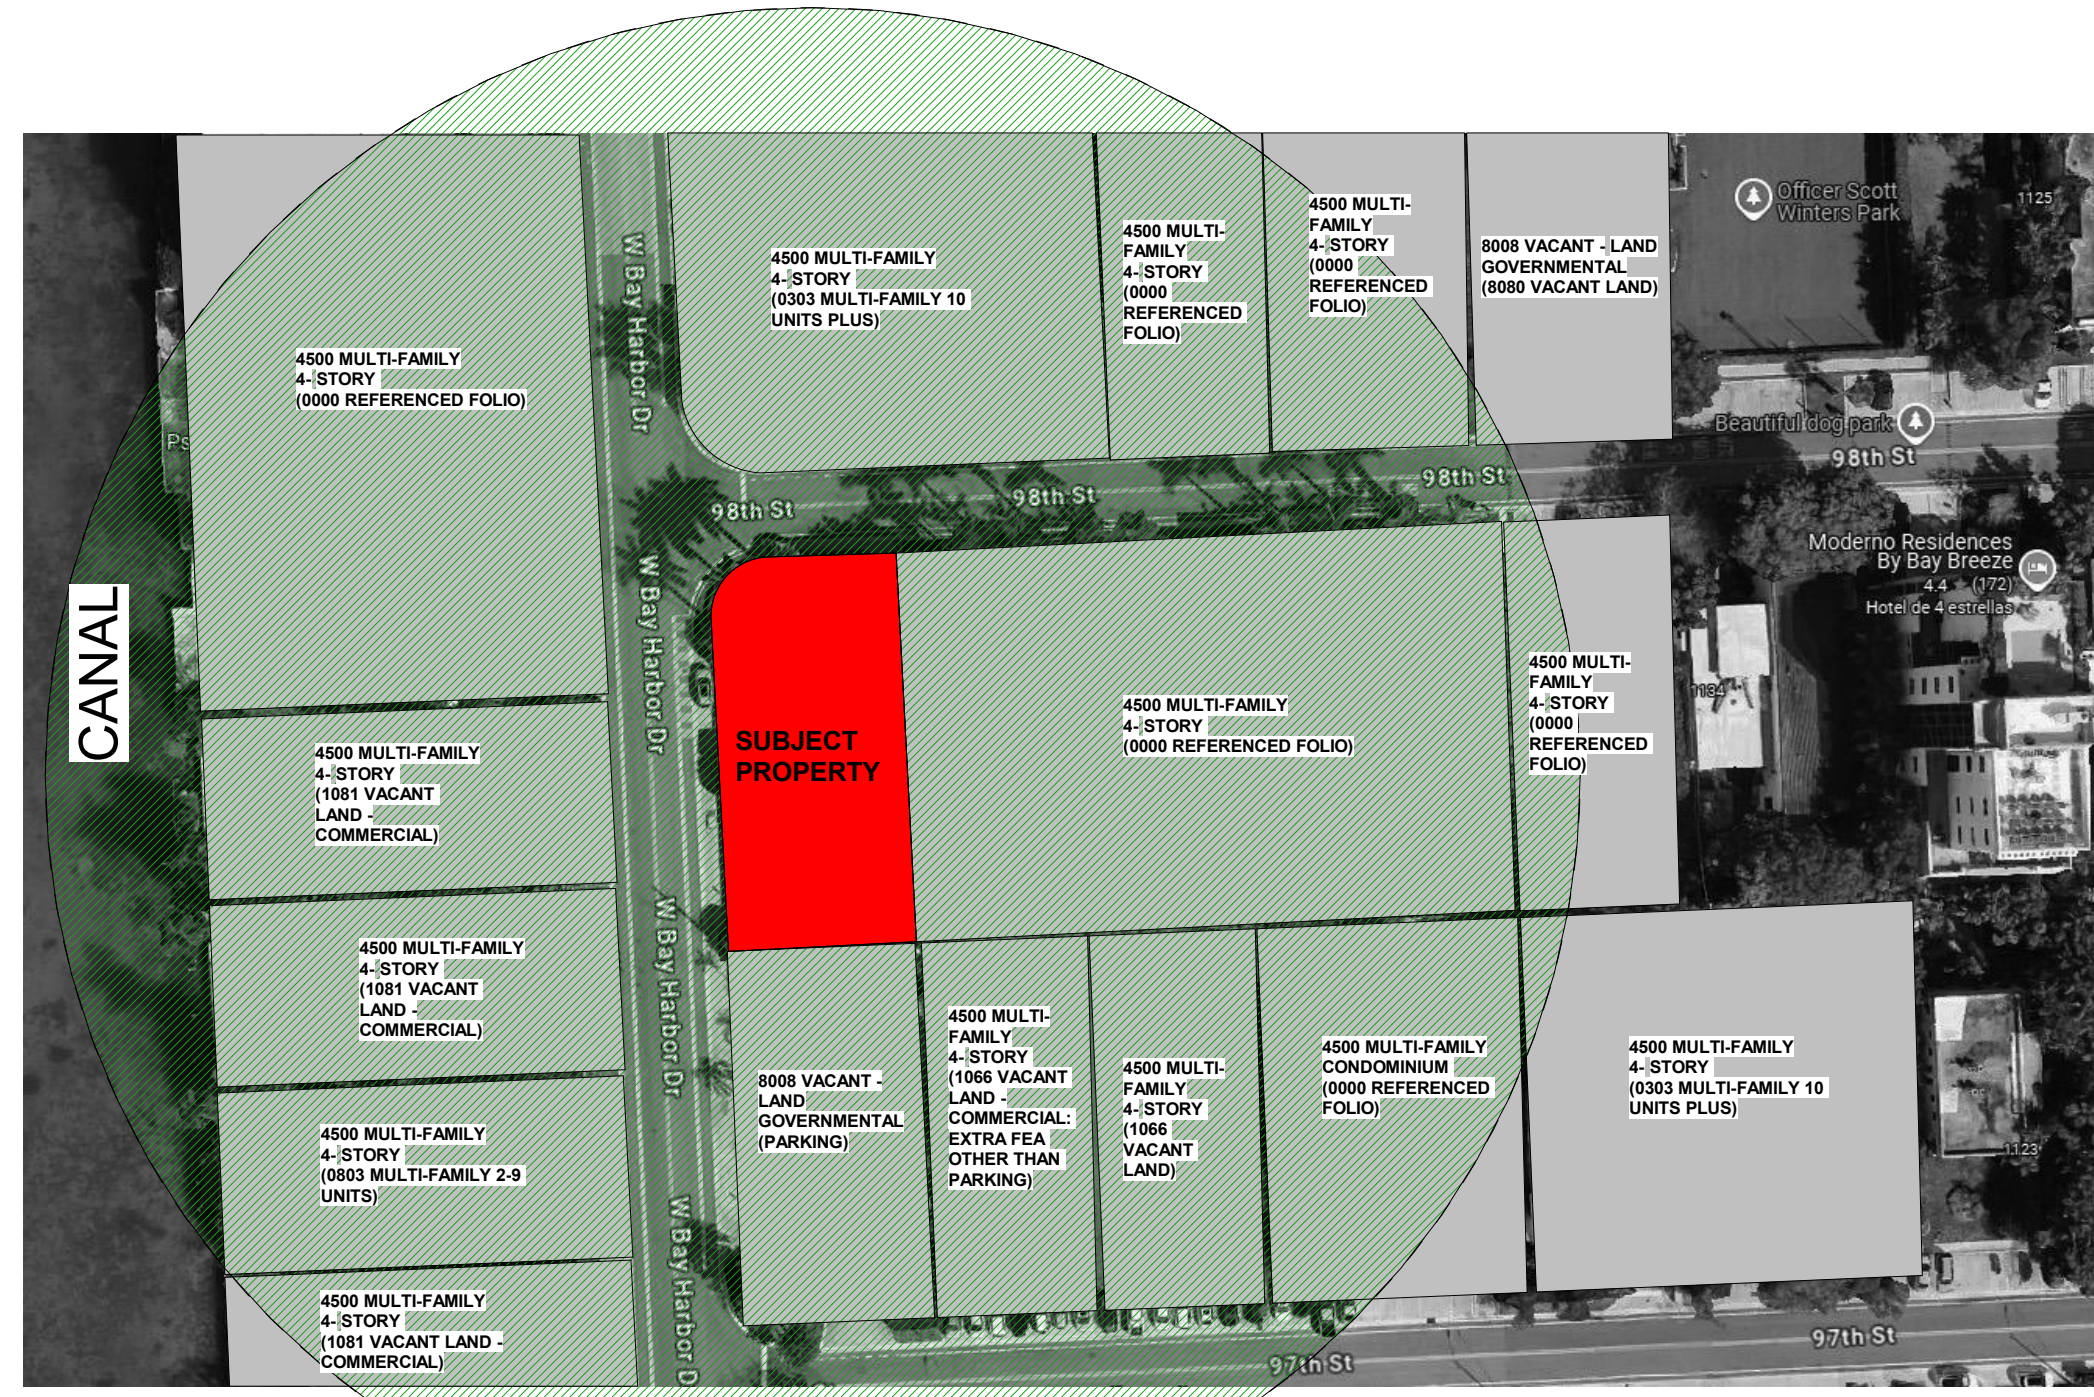 4500 MULTI-FAMILY
4- STORY
(0000 REFERENCED FOLIO)
W Bay Harbor Dr
4500 MULTI-FAMILY
4- STORY
(0303 MULTI-FAMILY 10
UNITS PLUS)
4500 MULTI-
FAMILY
4- STORY
(0000
REFERENCED
FOLIO)
4500 MULTI-
FAMILY
4- STORY
(0000
REFERENCED
FOLIO)
8008 VACANT - LAND
GOVERNMENTAL
(8080 VACANT LAND)
Officer Scott
Winters Park
1125
Beautiful dog park
98th St
98th St
98th St
98th St
Ps
CANAL
W Bay Harbor Dr
SUBJECT
PROPERTY
4500 MULTI-FAMILY
4- STORY
(0000 REFERENCED FOLIO)
4500 MULTI-
FAMILY
4- STORY
(0000
REFERENCED
FOLIO)
Moderno Residences
By Bay Breeze
4.4 (172)
Hotel de 4 estrellas
1134
4500 MULTI-FAMILY
4- STORY
(1081 VACANT
LAND -
COMMERCIAL)
4500 MULTI-FAMILY
4- STORY
(1081 VACANT
LAND -
COMMERCIAL)
W Bay Harbor Dr
4500 MULTI-FAMILY
4- STORY
(0803 MULTI-FAMILY 2-9
UNITS)
8008 VACANT -
LAND
GOVERNMENTAL
(PARKING)
4500 MULTI-
FAMILY
4- STORY
(1066 VACANT
LAND -
COMMERCIAL:
EXTRA FEA
OTHER THAN
PARKING)
4500 MULTI-
FAMILY
4- STORY
(1066
VACANT
LAND)
4500 MULTI-FAMILY
CONDOMINIUM
(0000 REFERENCED
FOLIO)
4500 MULTI-FAMILY
4- STORY
(0303 MULTI-FAMILY 10
UNITS PLUS)
1123
4500 MULTI-FAMILY
4- STORY
(1081 VACANT LAND -
COMMERCIAL)
W Bay Harbor D
97th St
97th St